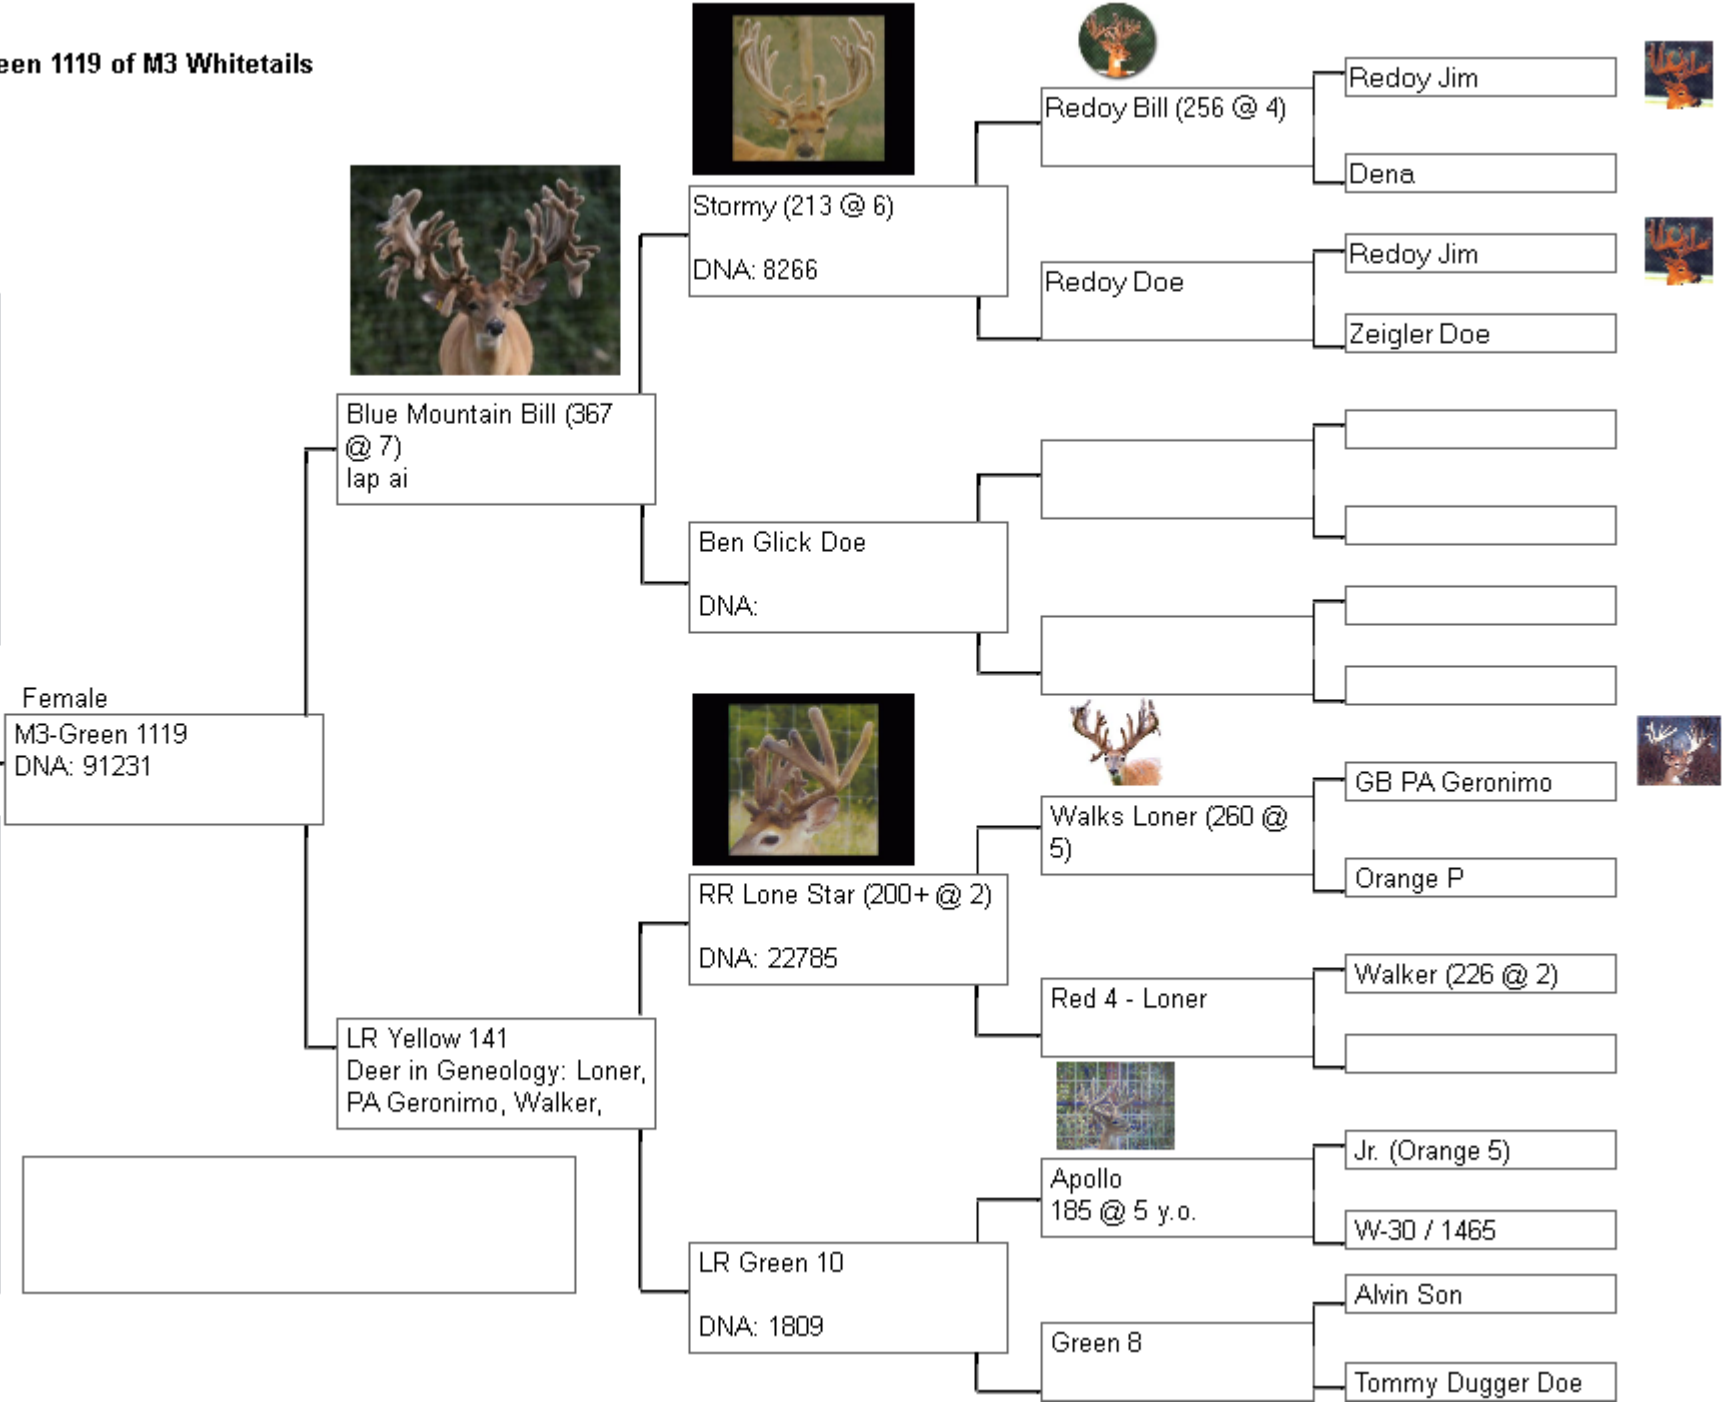 een 1119 of M3 Whitetails
Female
M3-Green 1119
DNA: 91231
Blue Mountain Bill (367
@ 7)
lap ai
LR Yellow 141
Deer in Geneology: Loner,
PA Geronimo, Walker,
Stormy (213 @ 6)
DNA: 8266
Ben Glick Doe
DNA:
RR Lone Star (200+ @ 2)
DNA: 22785
LR Green 10
DNA: 1809
Redoy Bill (256 @ 4)
Redoy Doe
Walks Loner (260 @
5)
Red 4 - Loner
Apollo
185 @ 5 y.o.
Green 8
Redoy Jim
Dena
Redoy Jim
Zeigler Doe
GB PA Geronimo
Orange P
Walker (226 @ 2)
Jr. (Orange 5)
W-30 / 1465
Alvin Son
Tommy Dugger Doe